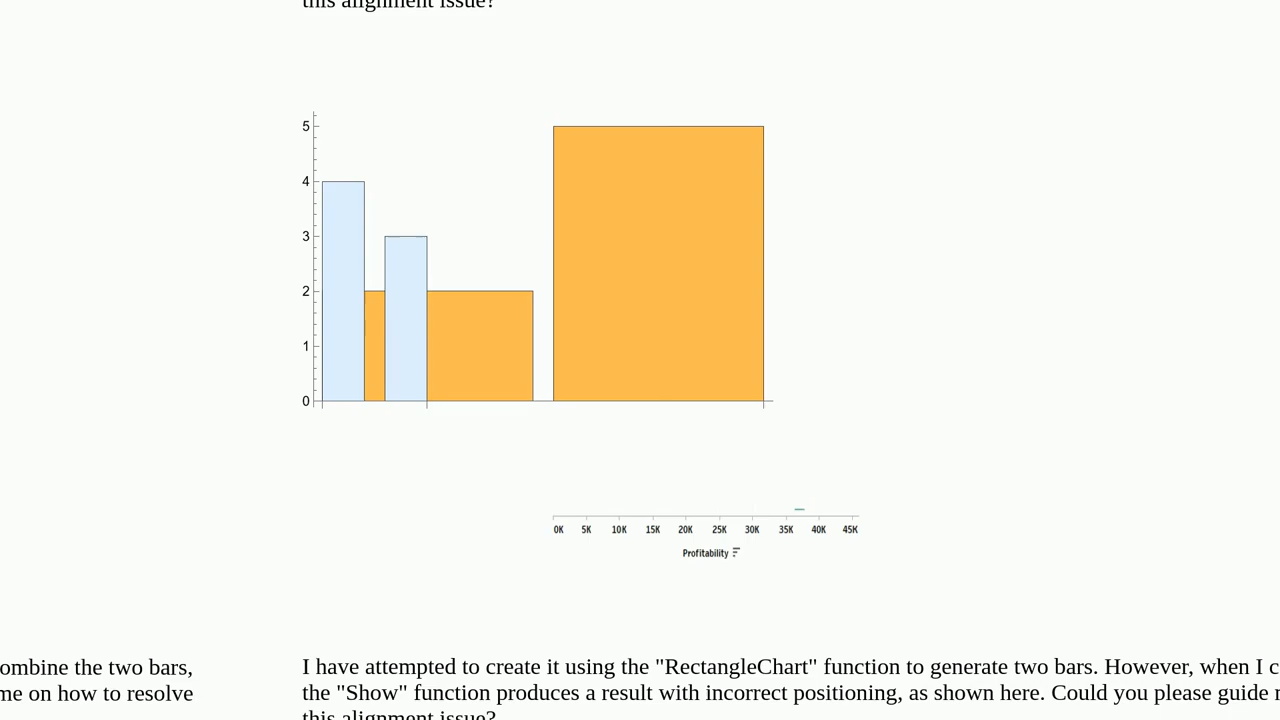 this alignment issue?
5
4
3
2
1
0
0K 5K 10K 15K 20K 25K 30K 35K 40K 45K
Profitability
ombine the two bars,
me on how to resolve
I have attempted to create it using the "RectangleChart" function to generate two bars. However, when I c
the "Show" function produces a result with incorrect positioning, as shown here. Could you please guide
this alignment issue?